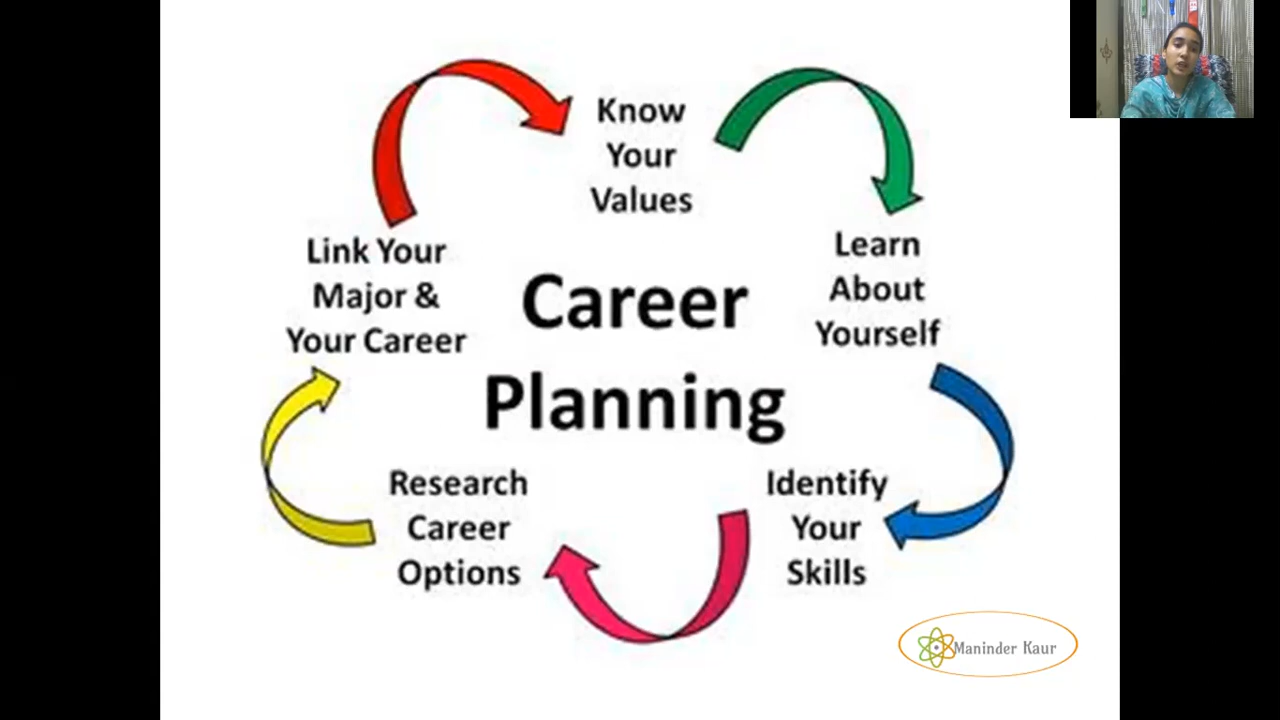 Know
Your
Values
Learn
About
Yourself
Identify
Your
Skills
Research
Career
Options
Link Your
Major &
Your Career
Career
Planning
Maninder Kaur